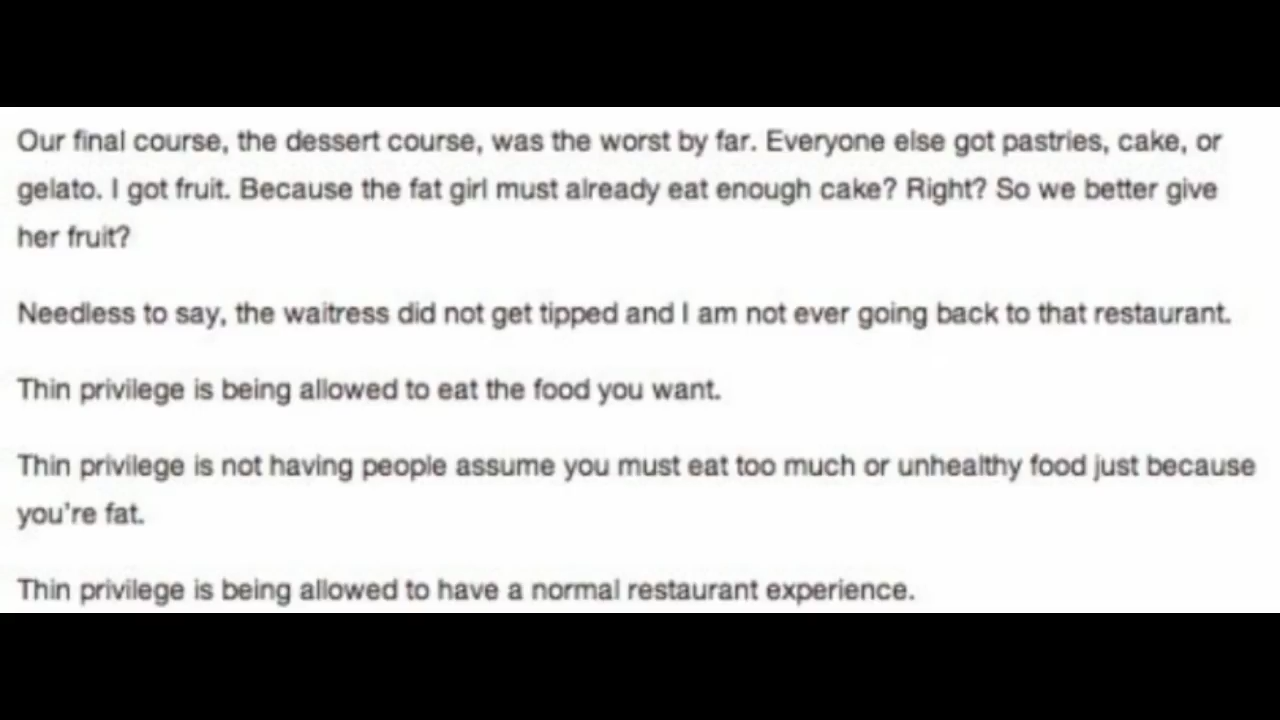 Our final course, the dessert course, was the worst by far. Everyone else got pastries, cake, or
gelato. I got fruit. Because the fat girl must already eat enough cake? Right? So we better give
her fruit?
Needless to say, the waitress did not get tipped and I am not ever going back to that restaurant.
Thin privilege is being allowed to eat the food you want.
Thin privilege is not having people assume you must eat too much or unhealthy food just because
you're fat.
Thin privilege is being allowed to have a normal restaurant experience.